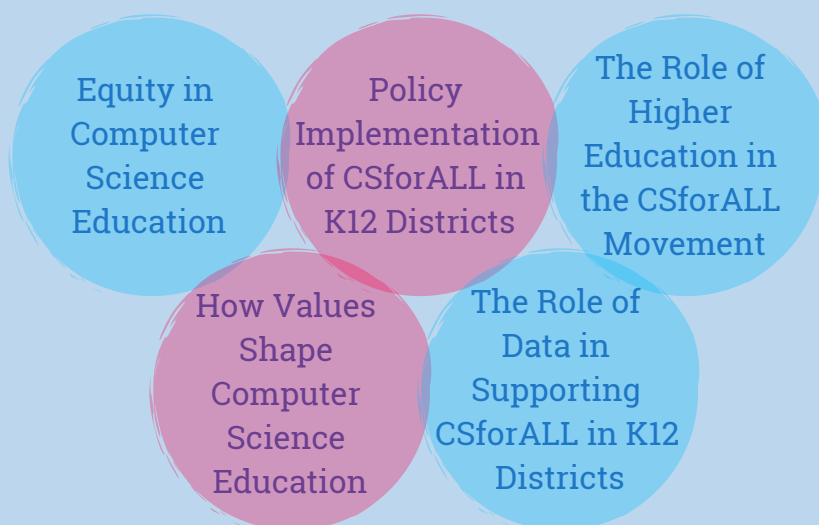 Equity in
Computer
Science
Education
Policy
Implementation
of CSforALL in
K12 Districts
The Role of
Higher
Education in
the CSforALL
Movement
How Values
Shape
Computer
Science
Education
The Role of
Data in
Supporting
CSforALL in K12
Districts